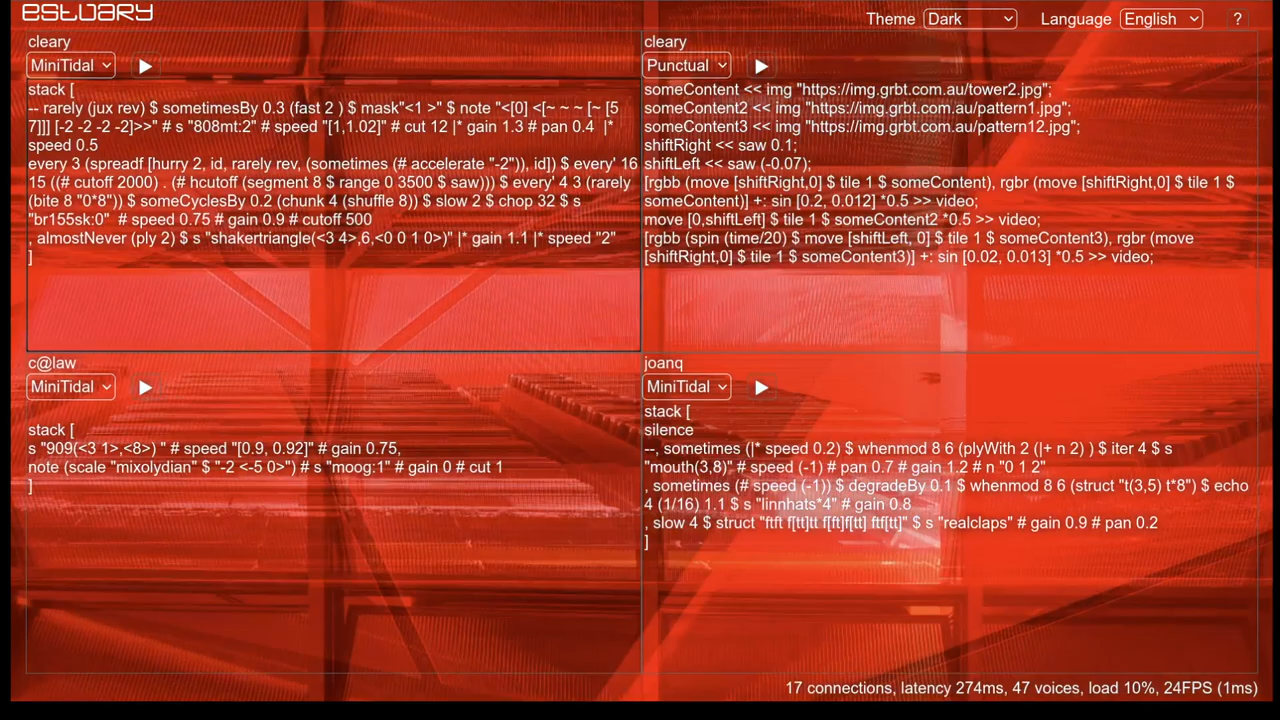 estuary
Theme Dark Language English ?
cleary
MiniTidal
stack [
-- rarely (jux rev) $ sometimesBy 0.3 (fast 2 ) $ mask"<1 >" $ note "<[0] <[~ ~ ~ [~ [5
7]]] [-2 -2 -2 -2]>>" # s "808mt:2" # speed "[1,1.02]" # cut 12 |* gain 1.3 # pan 0.4 |*
speed 0.5
every 3 (spreadf [hurry 2, id, rarely rev, (sometimes (# accelerate "-2")), id]) $ every' 16
15 ((# cutoff 2000) . (# hcutoff (segment 8 $ range 0 3500 $ saw))) $ every' 4 3 (rarely
(bite 8 "0*8")) $ someCyclesBy 0.2 (chunk 4 (shuffle 8)) $ slow 2 $ chop 32 $ s
"br155sk:0" # speed 0.75 # gain 0.9 # cutoff 500
, almostNever (ply 2) $ s "shakertriangle(<3 4>,6,<0 0 1 0>)" |* gain 1.1 |* speed "2"
]
cleary
Punctual
someContent << img "https://img.grbt.com.au/tower2.jpg";
someContent2 << img "https://img.grbt.com.au/pattern1.jpg";
someContent3 << img "https://img.grbt.com.au/pattern12.jpg";
shiftRight << saw 0.1;
shiftLeft << saw (-0.07);
[rgbb (move [shiftRight,0] $ tile 1 $ someContent), rgbr (move [shiftRight,0] $ tile 1 $
someContent)] +: sin [0.2, 0.012] *0.5 >> video;
move [0,shiftLeft] $ tile 1 $ someContent2 *0.5 >> video;
[rgbb (spin (time/20) $ move [shiftLeft, 0] $ tile 1 $ someContent3), rgbr (move
[shiftRight,0] $ tile 1 $ someContent3)] +: sin [0.02, 0.013] *0.5 >> video;
c@law
MiniTidal
stack [
s "909(<3 1>,<8>) " # speed "[0.9, 0.92]" # gain 0.75,
note (scale "mixolydian" $ "-2 <-5 0>") # s "moog:1" # gain 0 # cut 1
]
joanq
MiniTidal
stack [
silence
--, sometimes (|* speed 0.2) $ whenmod 8 6 (plyWith 2 (|+ n 2) ) $ iter 4 $ s
"mouth(3,8)" # speed (-1) # pan 0.7 # gain 1.2 # n "0 1 2"
, sometimes (# speed (-1)) $ degradeBy 0.1 $ whenmod 8 6 (struct "t(3,5) t*8") $ echo
4 (1/16) 1.1 $ s "linnhats*4" # gain 0.8
, slow 4 $ struct "ftft f[tt]tt f[ft]f[tt] ftf[tt]" $ s "realclaps" # gain 0.9 # pan 0.2
]
17 connections, latency 274ms, 47 voices, load 10%, 24FPS (1ms)